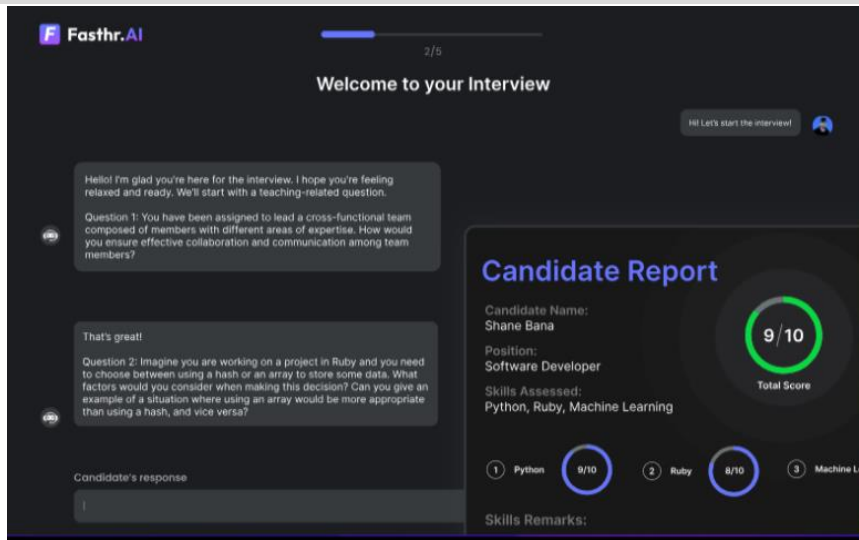 Fasthr.AI
2/5
Welcome to your Interview
Hi! Let's start the interview!
Hello! I'm glad you're here for the interview. I hope you're feeling
relaxed and ready. We'll start with a teaching-related question.
Question 1: You have been assigned to lead a cross-functional team
composed of members with different areas of expertise. How would
you ensure effective collaboration and communication among team
members?
That's great!
Question 2: Imagine you are working on a project in Ruby and you need
to choose between using a hash or an array to store some data. What
factors would you consider when making this decision? Can you give an
example of a situation where using an array would be more appropriate
than using a hash, and vice versa?
Candidate's response
Candidate Report
Candidate Name:
Shane Bana
Position:
Software Developer
Skills Assessed:
Python, Ruby, Machine Learning
9/10
Total Score
1 Python 9/10 2 Ruby 8/10 3 Machine L
Skills Remarks: